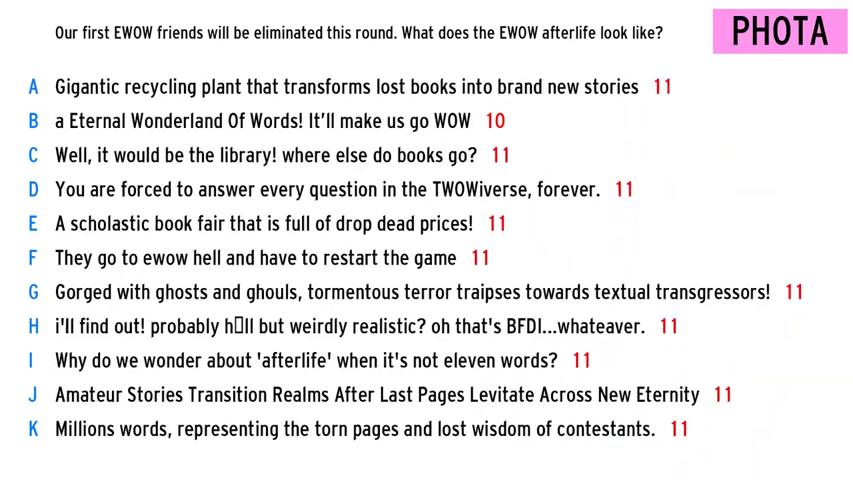 Our first EWOW friends will be eliminated this round. What does the EWOW afterlife look like?
PHOTA
A Gigantic recycling plant that transforms lost books into brand new stories 11
B a Eternal Wonderland Of Words! It'll make us go WOW 10
C Well, it would be the library! where else do books go? 11
D You are forced to answer every question in the TWOWiverse, forever. 11
E A scholastic book fair that is full of drop dead prices! 11
F They go to ewow hell and have to restart the game 11
G Gorged with ghosts and ghouls, tormentous terror traipses towards textual transgressors! 11
H i'll find out! probably h▯ll but weirdly realistic? oh that's BFDI...whateaver. 11
I Why do we wonder about 'afterlife' when it's not eleven words? 11
J Amateur Stories Transition Realms After Last Pages Levitate Across New Eternity 11
K Millions words, representing the torn pages and lost wisdom of contestants. 11